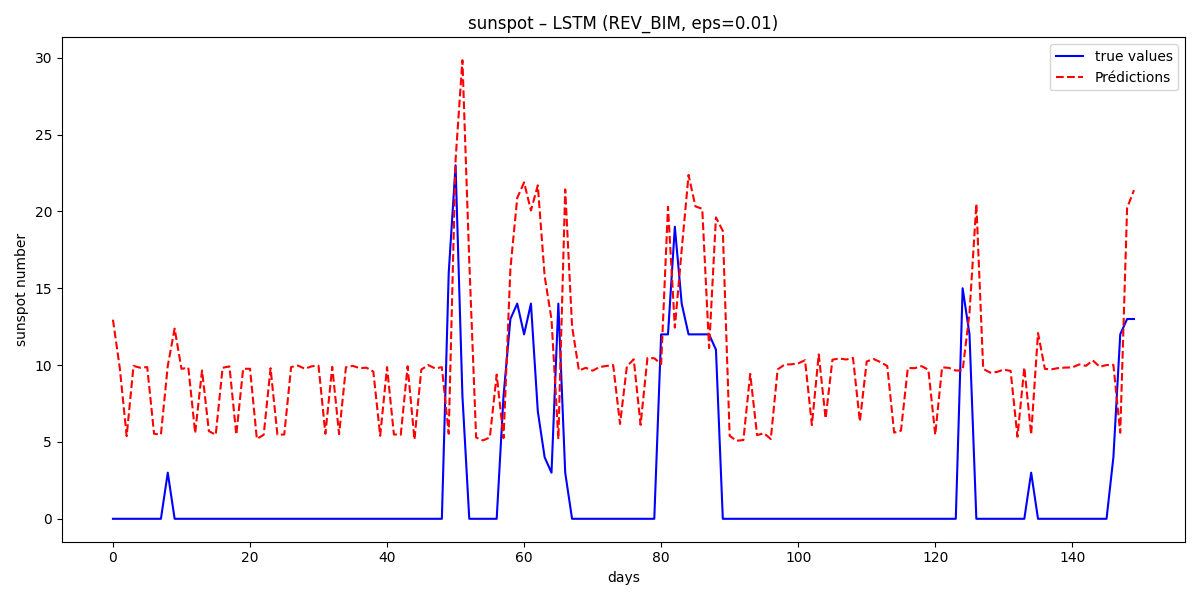 sunspot – LSTM (REV_BIM, eps=0.01)
true values
Prédictions
30
25
20
15
10
5
0
sunspot number
0 20 40 60 80 100 120 140
days